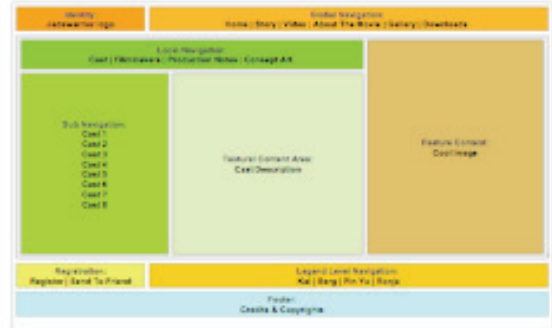 Identity:
Global Navigation:
Home | Story | Video | About The Movie | Gallery | Downloads
Local Navigation:
Cast | Filmmakers | Production Notes | Concept Art
Sub Navigation:
Cast 1
Cast 2
Cast 3
Cast 4
Cast 5
Cast 6
Cast 7
Cast 8
Textural Content Area:
Cast Description
Feature Content:
Cast Image
Registration:
Register | Send To Friend
Legend Level Navigation:
Footer:
Credits & Copyrights